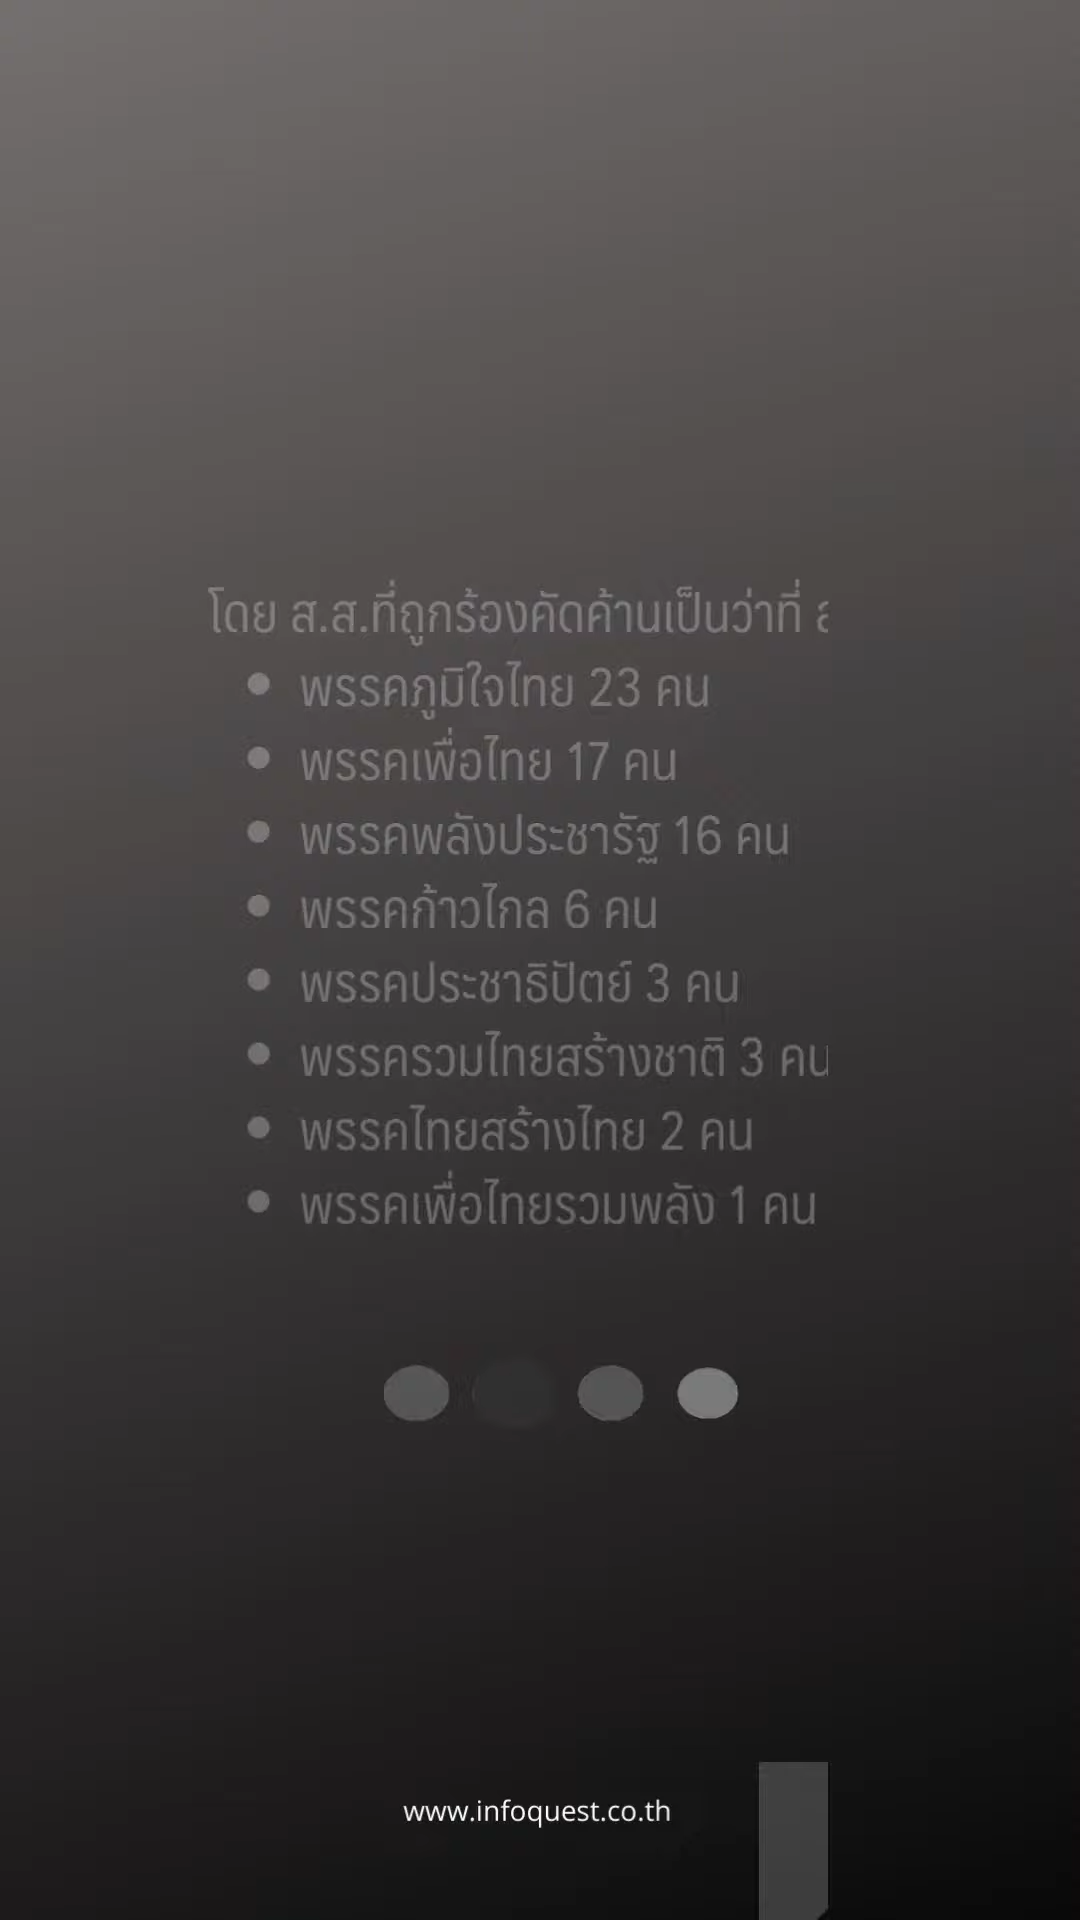 โดย ส.ส.ที่ถูกร้องคัดค้านเป็นว่าที่
พรรคภูมิใจไทย 23 คน
พรรคเพื่อไทย 17 คน
พรรคพลังประชารัฐ 16 คน
พรรคก้าวไกล 6 คน
พรรคประชาธิปัตย์ 3 คน
พรรครวมไทยสร้างชาติ 3 คน
พรรคไทยสร้างไทย 2 คน
พรรคเพื่อไทยรวมพลัง 1 คน
www.infoquest.co.th